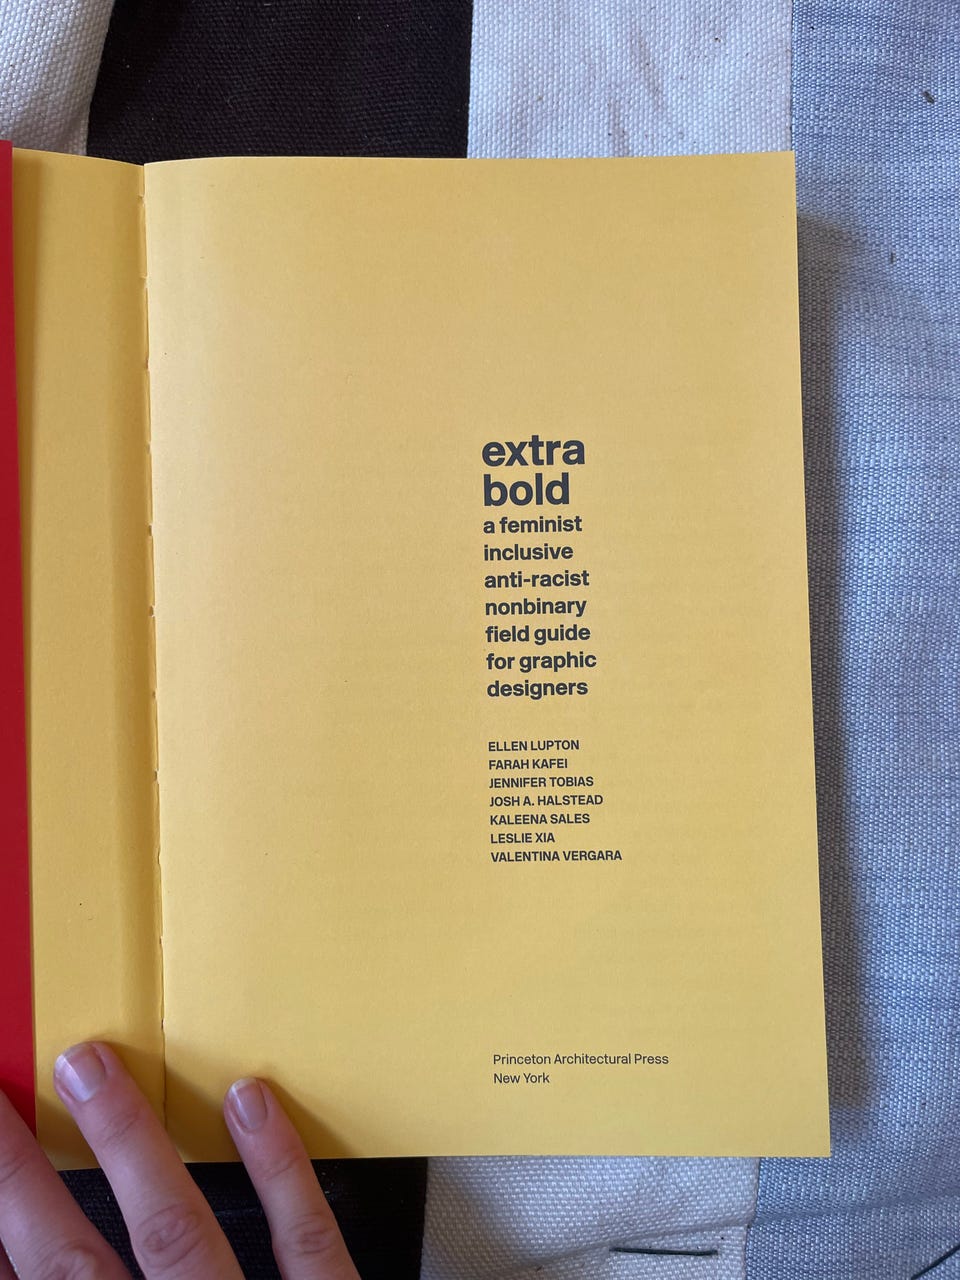 extra
bold
a feminist
inclusive
anti-racist
nonbinary
field guide
for graphic
designers
ELLEN LUPTON
FARAH KAFEI
JENNIFER TOBIAS
JOSH A. HALSTEAD
KALEENA SALES
LESLIE XIA
VALENTINA VERGARA
Princeton Architectural Press
New York